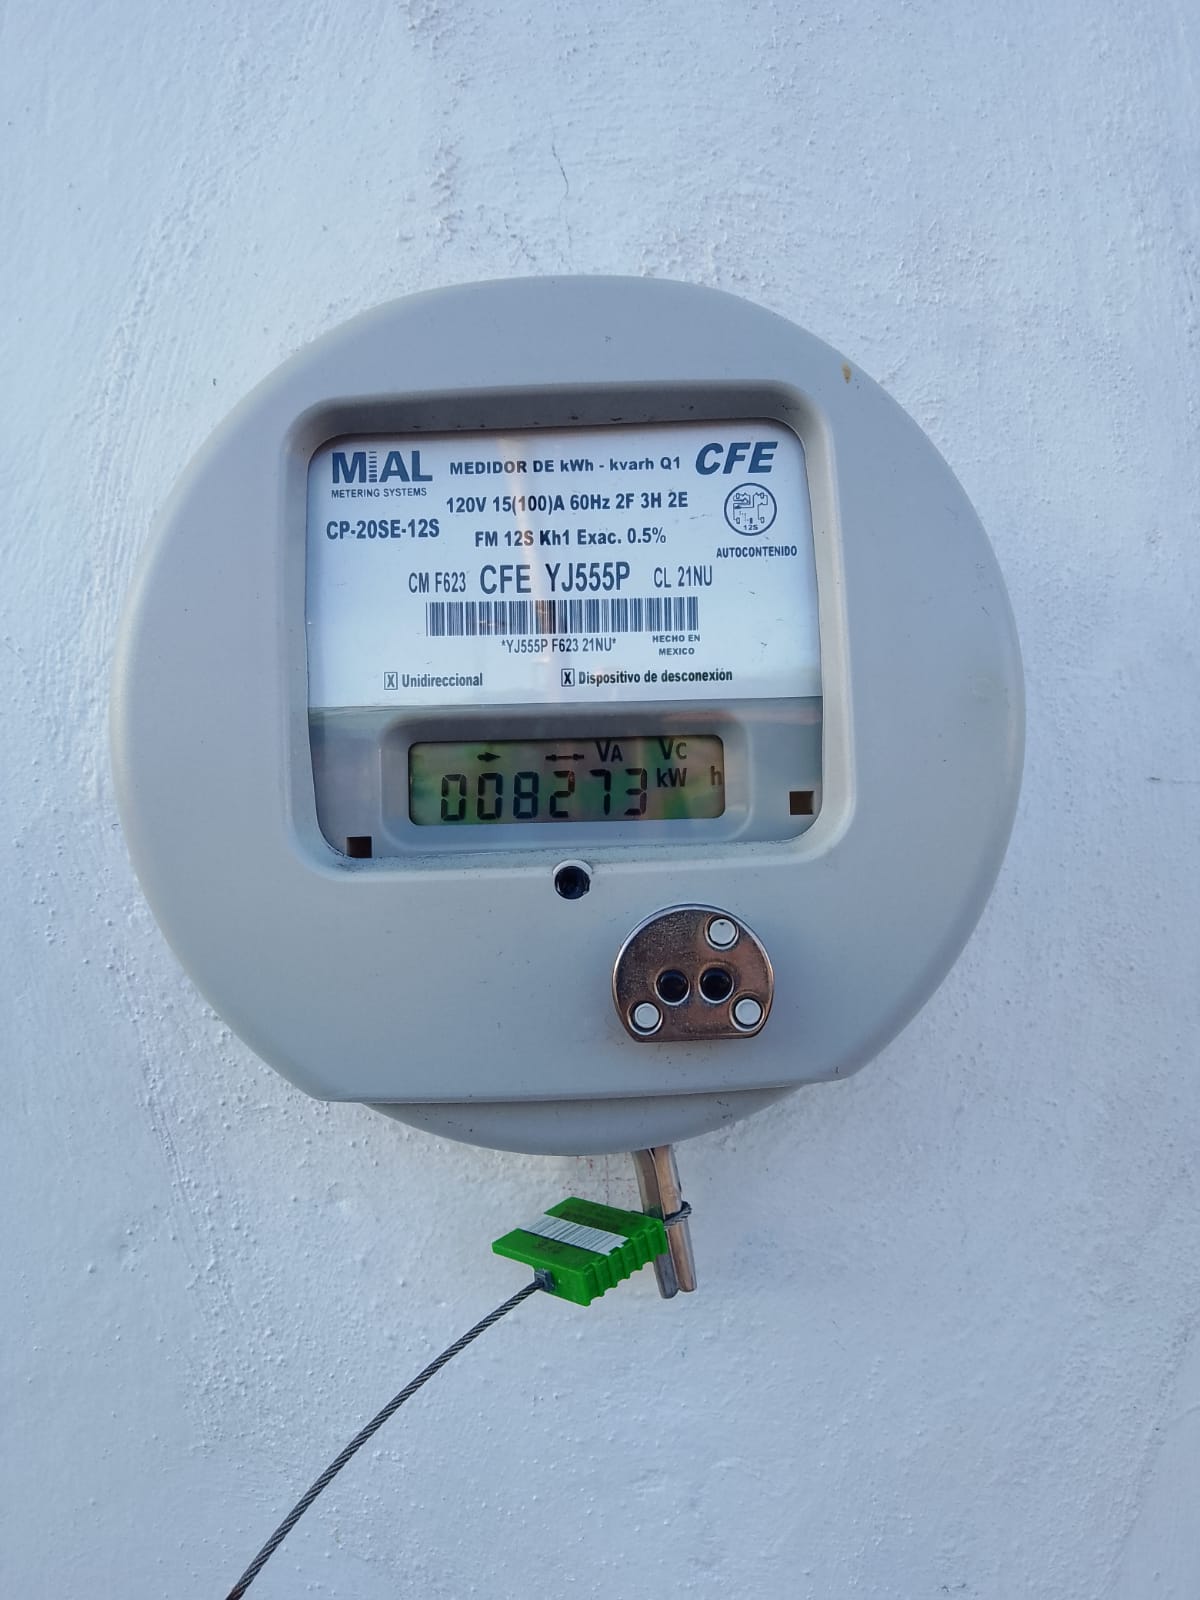 MIAL
METERING SYSTEMS
MEDIDOR DE kWh - kvarh Q1
CFE
120V 15(100)A 60Hz 2F 3H 2E
CP-20SE-12S
FM 12S Kh1 Exac. 0.5%
12S
AUTOCONTENIDO
CM F623 CFE YJ555P CL 21NU
*YJ555P F623 21NU*
HECHO EN
MEXICO
X Unidireccional
X Dispositivo de desconexión
VA VC
008273 kW h